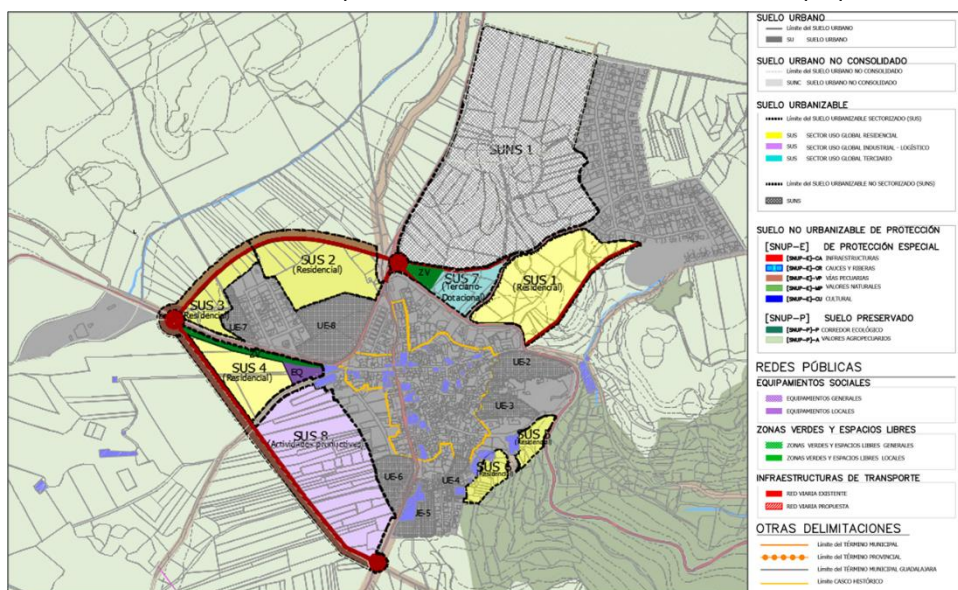 SUNS 1
SUS 2
(Residencial)
SUS 3
(Residencial)
UE-7
UE-8
ZV
SUS 7
(Terciario-
Dotacional)
SUS 1
(Residencial)
SUS 4
(Residencial)
EQ
UE-2
UE-3
SUS 8
(Actividades productivas)
SUS 5
SUS 6
UE-6
UE-4
UE-5
SUELO URBANO
Límite del SUELO URBANO
SU SUELO URBANO
SUELO URBANO NO CONSOLIDADO
Límite del SUELO URBANO NO CONSOLIDADO
SUNC SUELO URBANO NO CONSOLIDADO
SUELO URBANIZABLE
Límite del SUELO URBANIZABLE SECTORIZADO (SUS)
SUS SECTOR USO GLOBAL RESIDENCIAL
SUS SECTOR USO GLOBAL INDUSTRIAL - LOGÍSTICO
SUS SECTOR USO GLOBAL TERCIARIO
Límite del SUELO URBANIZABLE NO SECTORIZADO (SUNS)
SUNS
SUELO NO URBANIZABLE DE PROTECCIÓN
[SNUP-E] DE PROTECCIÓN ESPECIAL
[SNUP-E]-CA INFRAESTRUCTURAS
[SNUP-E]-CR CAUCES Y RIBERAS
[SNUP-E]-VP VÍAS PECUARIAS
[SNUP-E]-MP VALORES NATURALES
[SNUP-E]-CU CULTURAL
[SNUP-P] SUELO PRESERVADO
[SNUP-P]-P CORREDOR ECOLÓGICO
[SNUP-P]-A VALORES AGROPECUARIOS
REDES PÚBLICAS
EQUIPAMIENTOS SOCIALES
EQUIPAMIENTOS GENERALES
EQUIPAMIENTOS LOCALES
ZONAS VERDES Y ESPACIOS LIBRES
ZONAS VERDES Y ESPACIOS LIBRES GENERALES
ZONAS VERDES Y ESPACIOS LIBRES LOCALES
INFRAESTRUCTURAS DE TRANSPORTE
RED VIARIA EXISTENTE
RED VIARIA PROPUESTA
OTRAS DELIMITACIONES
Límite del TÉRMINO MUNICIPAL
Límite del TÉRMINO PROVINCIAL
Límite del TÉRMINO MUNICIPAL GUADALAJARA
Límite CASCO HISTÓRICO